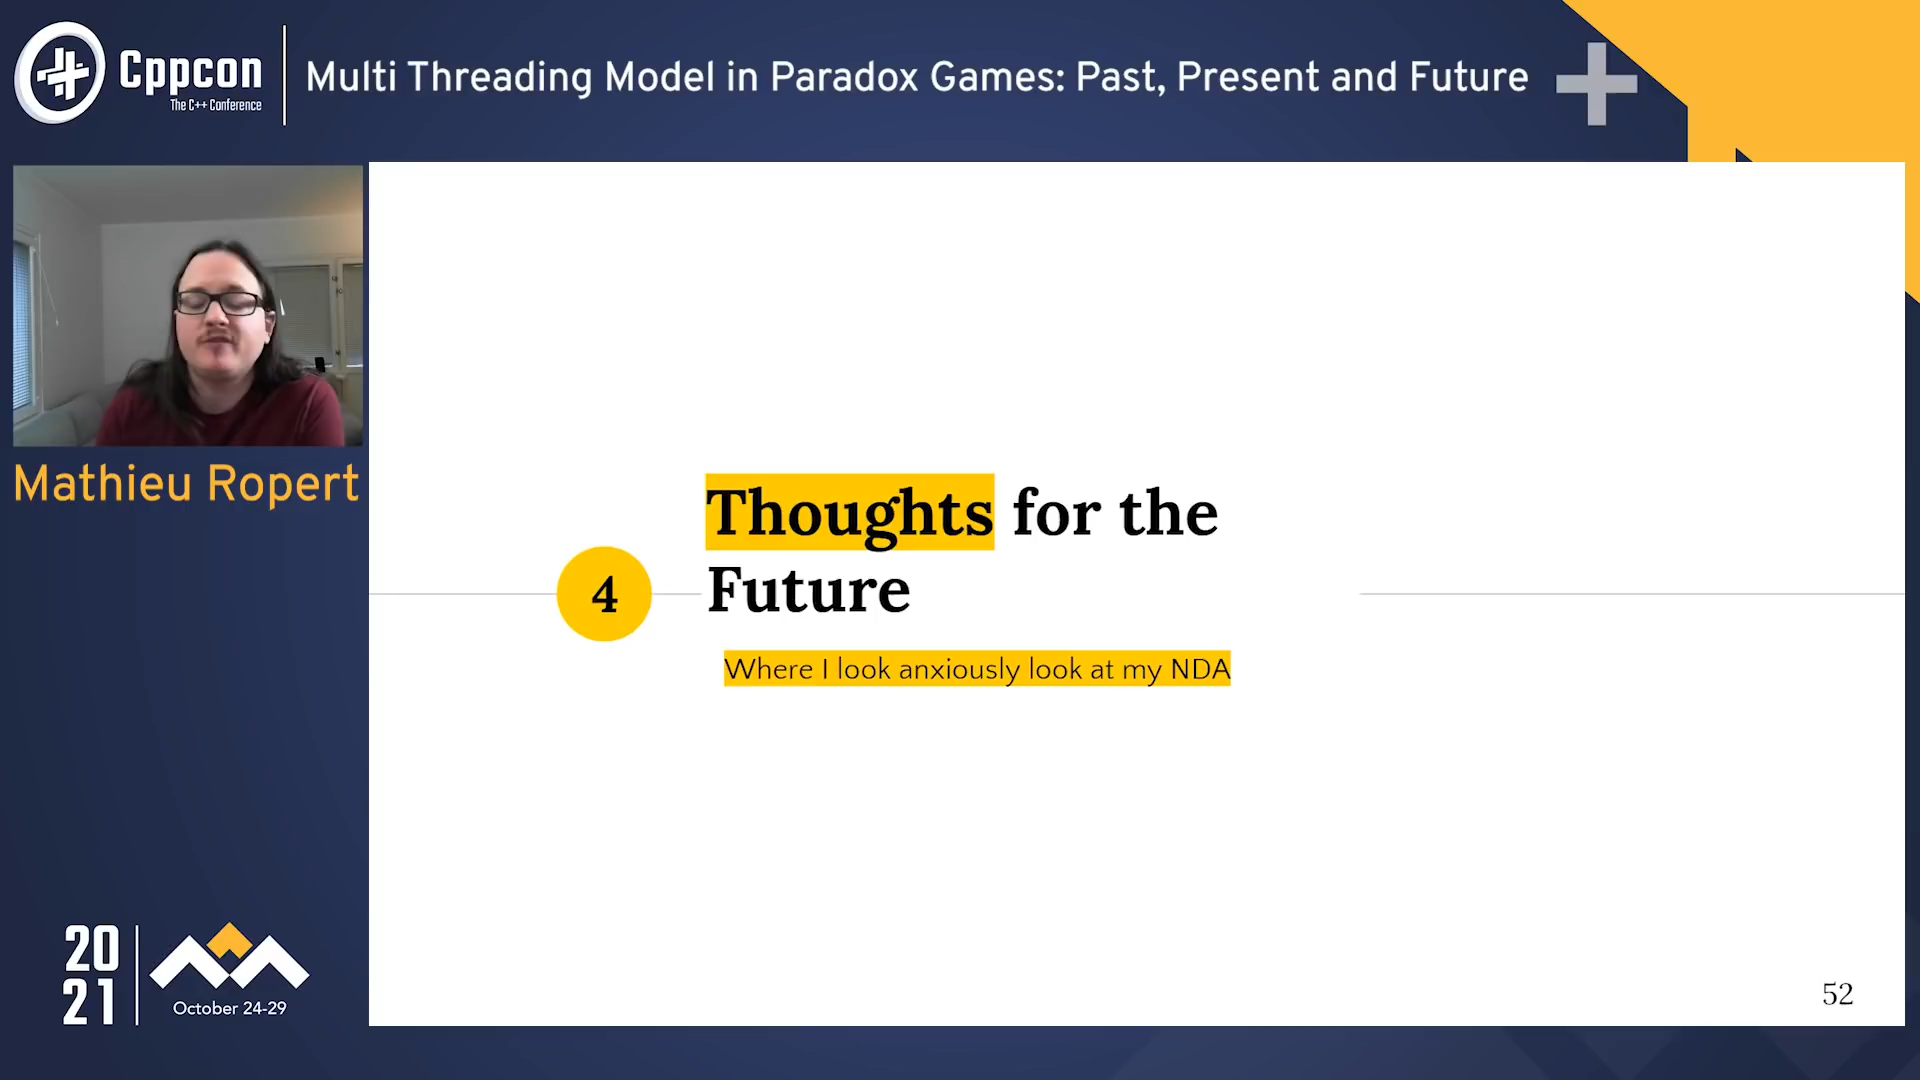 Cppcon
The C++ Conference
Multi Threading Model in Paradox Games: Past, Present and Future
Mathieu Ropert
4
Thoughts for the
Future
Where I look anxiously look at my NDA
20
21
October 24-29
52